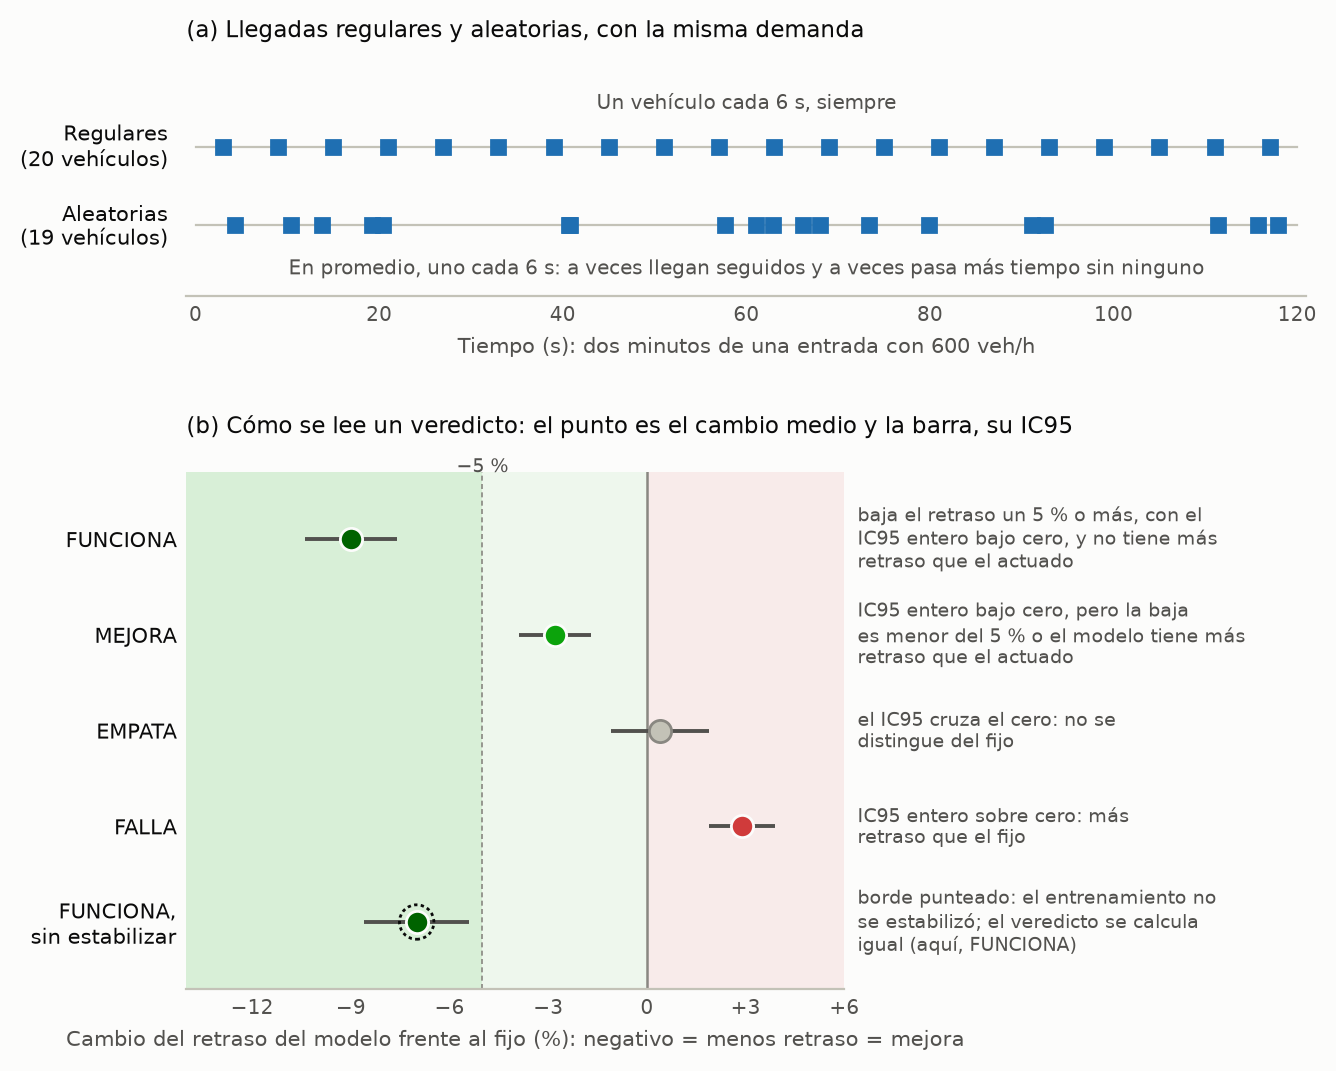 (a) Llegadas regulares y aleatorias, con la misma demanda
Un vehículo cada 6 s, siempre
Regulares
(20 vehículos)
Aleatorias
(19 vehículos)
En promedio, uno cada 6 s: a veces llegan seguidos y a veces pasa más tiempo sin ninguno
0 20 40 60 80 100 120
Tiempo (s): dos minutos de una entrada con 600 veh/h
(b) Cómo se lee un veredicto: el punto es el cambio medio y la barra, su IC95
−5 %
FUNCIONA
baja el retraso un 5 % o más, con el
IC95 entero bajo cero, y no tiene más
retraso que el actuado
MEJORA
IC95 entero bajo cero, pero la baja
es menor del 5 % o el modelo tiene más
retraso que el actuado
EMPATA
el IC95 cruza el cero: no se
distingue del fijo
FALLA
IC95 entero sobre cero: más
retraso que el fijo
FUNCIONA,
sin estabilizar
borde punteado: el entrenamiento no
se estabilizó; el veredicto se calcula
igual (aquí, FUNCIONA)
−12 −9 −6 −3 0 +3 +6
Cambio del retraso del modelo frente al fijo (%): negativo = menos retraso = mejora